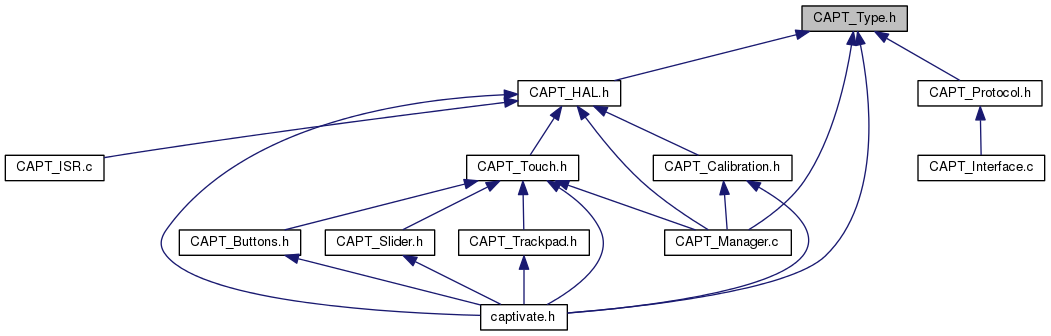 CAPT_Type.h
CAPT_HAL.h
CAPT_Protocol.h
CAPT_ISR.c
CAPT_Touch.h
CAPT_Calibration.h
CAPT_Interface.c
CAPT_Buttons.h
CAPT_Slider.h
CAPT_Trackpad.h
CAPT_Manager.c
captivate.h